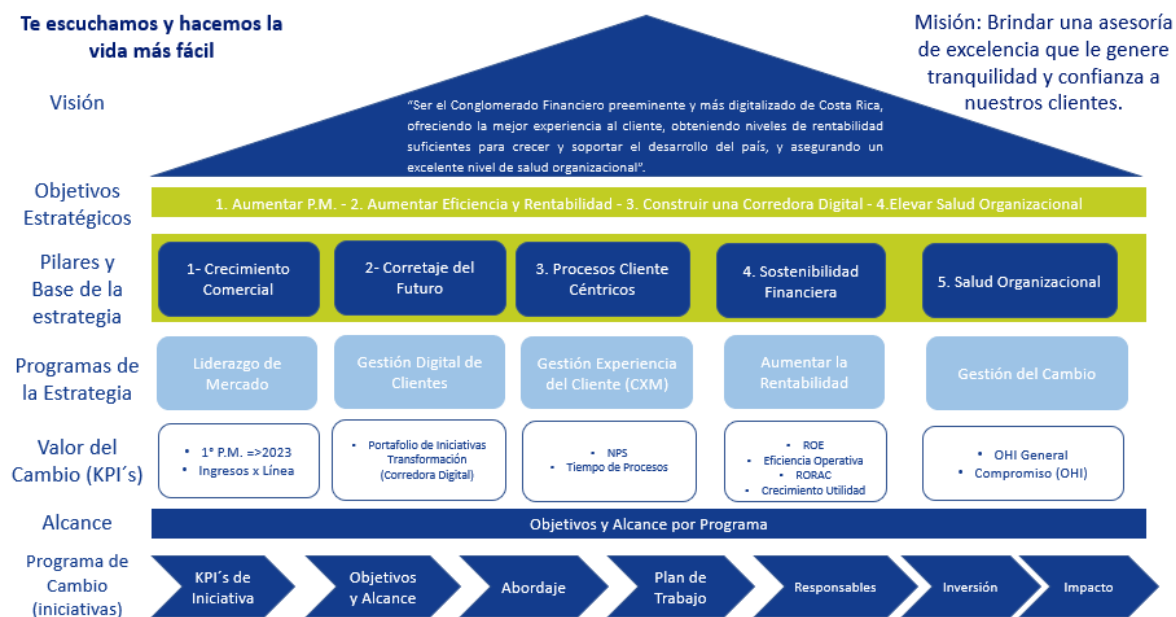 Te escuchamos y hacemos la
vida más fácil
Misión: Brindar una asesoría
de excelencia que le genere
tranquilidad y confianza a
nuestros clientes.
Visión
“Ser el Conglomerado Financiero preeminente y más digitalizado de Costa Rica,
ofreciendo la mejor experiencia al cliente, obteniendo niveles de rentabilidad
suficientes para crecer y soportar el desarrollo del país, y asegurando un
excelente nivel de salud organizacional”.
Objetivos
Estratégicos
1. Aumentar P.M. - 2. Aumentar Eficiencia y Rentabilidad - 3. Construir una Corredora Digital - 4.Elevar Salud Organizacional
Pilares y
Base de la
estrategia
1- Crecimiento
Comercial
2- Corretaje del
Futuro
3. Procesos Cliente
Céntricos
4. Sostenibilidad
Financiera
5. Salud Organizacional
Programas de
la Estrategia
Liderazgo de
Mercado
Gestión Digital de
Clientes
Gestión Experiencia
del Cliente (CXM)
Aumentar la
Rentabilidad
Gestión del Cambio
Valor del
Cambio (KPI´s)
• 1° P.M. =>2023
• Ingresos x Línea
• Portafolio de Iniciativas
Transformación
(Corredora Digital)
• NPS
• Tiempo de Procesos
• ROE
• Eficiencia Operativa
• RORAC
• Crecimiento Utilidad
• OHI General
• Compromiso (OHI)
Alcance
Objetivos y Alcance por Programa
Programa de
Cambio
(iniciativas)
KPI´s de
Iniciativa
Objetivos
y Alcance
Abordaje
Plan de
Trabajo
Responsables
Inversión
Impacto